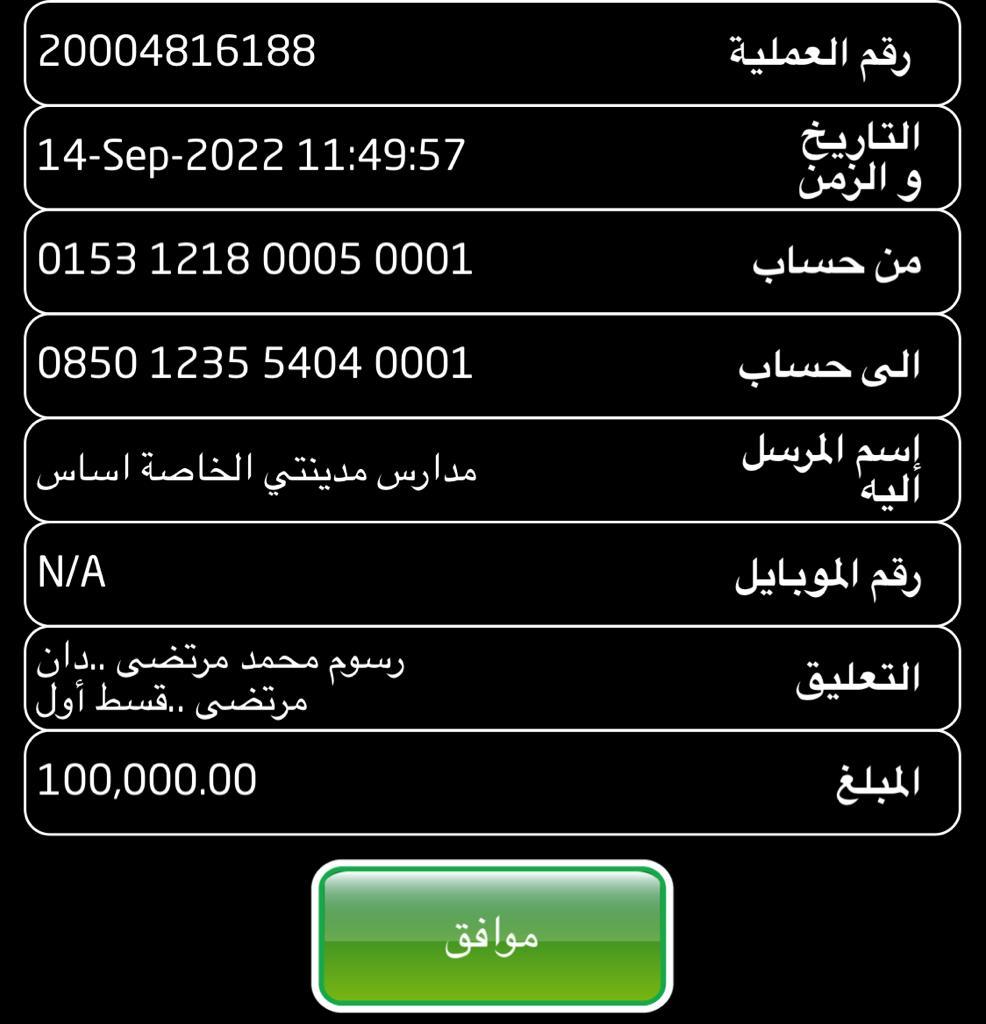 رقم العملية
20004816188
التاريخ
و الزمن
14-Sep-2022 11:49:57
من حساب
0153 1218 0005 0001
الى حساب
0850 1235 5404 0001
إسم المرسل
أليه
مدارس مدينتي الخاصة اساس
رقم الموبايل
N/A
التعليق
رسوم محمد مرتضى ..دان
مرتضى ..قسط أول
المبلغ
100,000.00
موافق